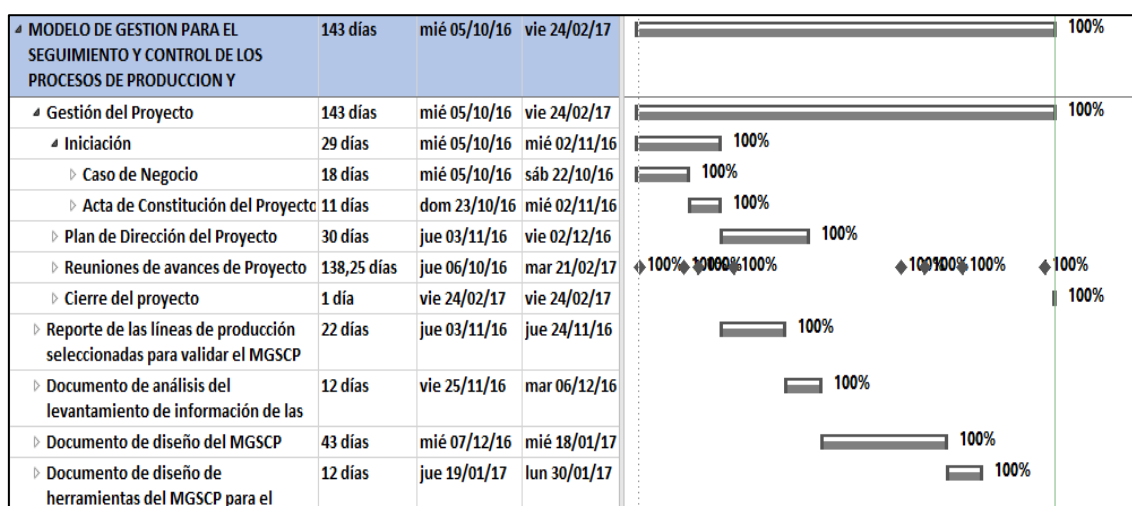 MODELO DE GESTION PARA EL 143 días mié 05/10/16 vie 24/02/17 100%
SEGUIMIENTO Y CONTROL DE LOS
PROCESOS DE PRODUCCION Y
Gestión del Proyecto 143 días mié 05/10/16 vie 24/02/17 100%
Iniciación 29 días mié 05/10/16 mié 02/11/16 100%
Caso de Negocio 18 días mié 05/10/16 sáb 22/10/16 100%
Acta de Constitución del Proyecto 11 días dom 23/10/16 mié 02/11/16 100%
Plan de Dirección del Proyecto 30 días jue 03/11/16 vie 02/12/16 100%
Reuniones de avances de Proyecto 138,25 días jue 06/10/16 mar 21/02/17 100% 100% 100% 100% 100% 100% 100% 100%
Cierre del proyecto 1 día vie 24/02/17 vie 24/02/17 100%
Reporte de las líneas de producción 22 días jue 03/11/16 jue 24/11/16 100%
seleccionadas para validar el MGSCP
Documento de análisis del 12 días vie 25/11/16 mar 06/12/16 100%
levantamiento de información de las
Documento de diseño del MGSCP 43 días mié 07/12/16 mié 18/01/17 100%
Documento de diseño de 12 días jue 19/01/17 lun 30/01/17 100%
herramientas del MGSCP para el